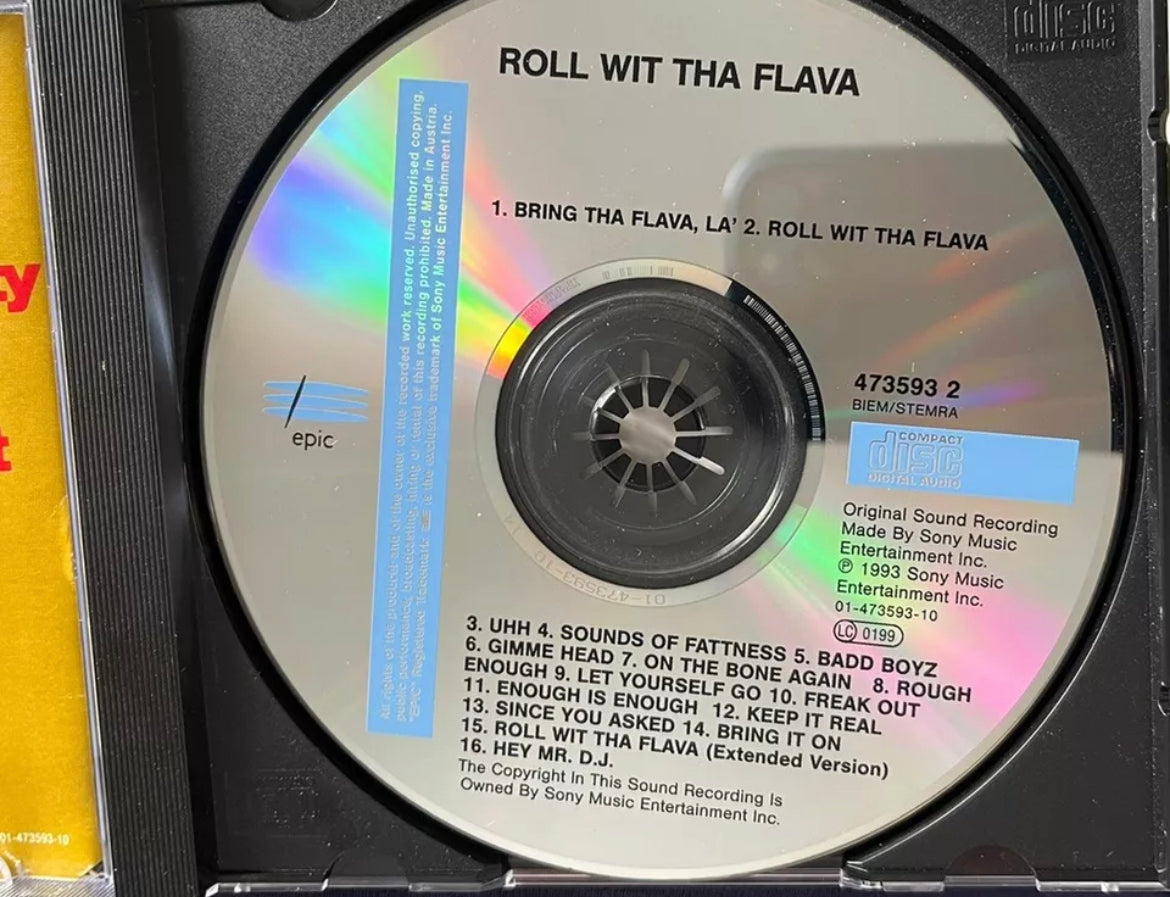 ROLL WIT THA FLAVA
disc
DIGITAL AUDIO
All rights of the producer and of the owner of the recorded work reserved. Unauthorised copying,
public performance, broadcasting, hiring or rental of this recording prohibited. Made in Austria.
"EPIC" Registered Trademark. is the exclusive trademark of Sony Music Entertainment Inc.
1. BRING THA FLAVA, LA' 2. ROLL WIT THA FLAVA
epic
473593 2
BIEM/STEMRA
COMPACT
disc
DIGITAL AUDIO
Original Sound Recording
Made By Sony Music
Entertainment Inc.
℗ 1993 Sony Music
Entertainment Inc.
01-473593-10
LC 0199
01-473593-10
3. UHH 4. SOUNDS OF FATTNESS 5. BADD BOYZ
6. GIMME HEAD 7. ON THE BONE AGAIN 8. ROUGH
ENOUGH 9. LET YOURSELF GO 10. FREAK OUT
11. ENOUGH IS ENOUGH 12. KEEP IT REAL
13. SINCE YOU ASKED 14. BRING IT ON
15. ROLL WIT THA FLAVA (Extended Version)
16. HEY MR. D.J.
The Copyright In This Sound Recording Is
Owned By Sony Music Entertainment Inc.
01-473593-10